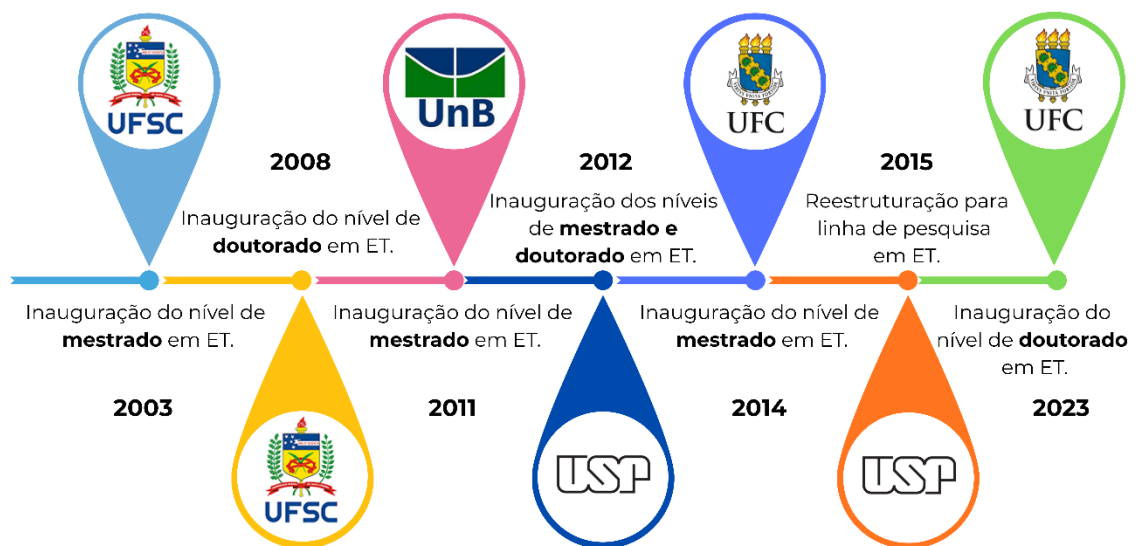 UFSC
Inauguração do nível de
mestrado em ET.
2003
2008
Inauguração do nível de
doutorado em ET.
UFSC
UnB
Inauguração do nível de
mestrado em ET.
2011
2012
Inauguração dos níveis
de mestrado e
doutorado em ET.
USP
UFC
Inauguração do nível de
mestrado em ET.
2014
2015
Reestruturação para
linha de pesquisa
em ET.
USP
UFC
Inauguração do
nível de doutorado
em ET.
2023